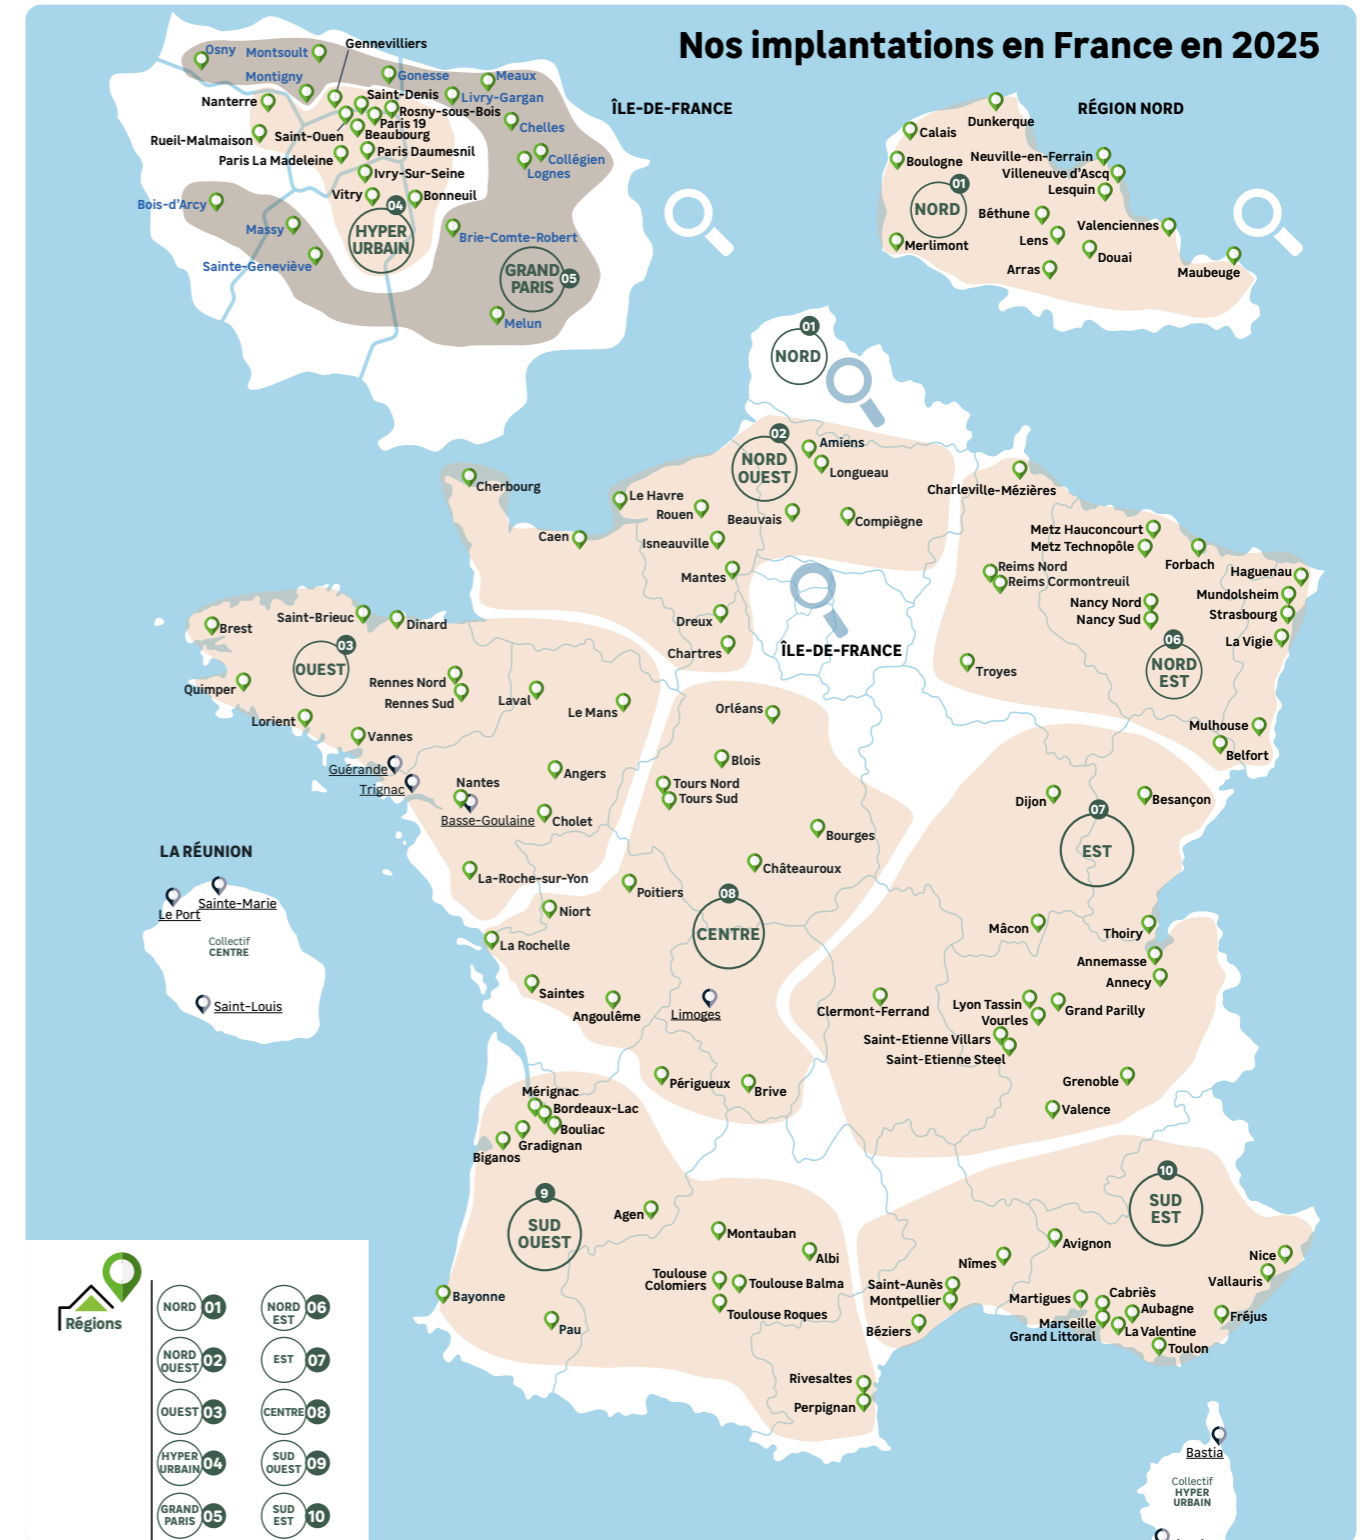 Nos implantations en France en 2025
ÎLE-DE-FRANCE
Osny
Montsoult
Gennevilliers
Montigny
Gonesse
Meaux
Nanterre
Saint-Denis
Livry-Gargan
Rosny-sous-Bois
Paris 19
Chelles
Rueil-Malmaison
Saint-Ouen
Beaubourg
Paris La Madeleine
Paris Daumesnil
Collégien
Lognes
Ivry-Sur-Seine
Vitry
Bonneuil
Bois-d'Arcy
04
HYPER
URBAIN
Massy
Brie-Comte-Robert
Sainte-Geneviève
GRAND
PARIS
05
Melun
RÉGION NORD
Dunkerque
Calais
Boulogne
Neuville-en-Ferrain
Villeneuve d'Ascq
Lesquin
01
NORD
Béthune
Valenciennes
Lens
Merlimont
Douai
Arras
Maubeuge
01
NORD
02
NORD
OUEST
Amiens
Longueau
Cherbourg
Le Havre
Rouen
Beauvais
Compiègne
Caen
Isneauville
Mantes
Dreux
Chartres
ÎLE-DE-FRANCE
Charleville-Mézières
Metz Hauconcourt
Metz Technopôle
Forbach
Reims Nord
Reims Cormontreuil
Haguenau
Nancy Nord
Nancy Sud
Mundolsheim
Strasbourg
La Vigie
06
NORD
EST
Troyes
Mulhouse
Belfort
Brest
Saint-Brieuc
Dinard
03
OUEST
Quimper
Rennes Nord
Rennes Sud
Laval
Le Mans
Lorient
Vannes
Guérande
Trignac
Nantes
Angers
Basse-Goulaine
Cholet
La-Roche-sur-Yon
Orléans
Blois
Tours Nord
Tours Sud
Bourges
Châteauroux
Poitiers
Niort
08
CENTRE
La Rochelle
Saintes
Angoulême
Limoges
Périgueux
Brive
Dijon
Besançon
07
EST
Mâcon
Thoiry
Annemasse
Annecy
Clermont-Ferrand
Lyon Tassin
Grand Parilly
Vourles
Saint-Etienne Villars
Saint-Etienne Steel
Grenoble
Valence
LA RÉUNION
Sainte-Marie
Le Port
Collectif
CENTRE
Saint-Louis
Mérignac
Bordeaux-Lac
Bouliac
Gradignan
Biganos
9
SUD
OUEST
Agen
Montauban
Albi
Toulouse
Colomiers
Toulouse Balma
Toulouse Roques
Bayonne
Pau
Rivesaltes
Perpignan
10
SUD
EST
Avignon
Nîmes
Nice
Saint-Aunès
Montpellier
Vallauris
Martigues
Cabriès
Aubagne
Fréjus
Béziers
Marseille
Grand Littoral
La Valentine
Toulon
Bastia
Collectif
HYPER
URBAIN
Régions
NORD 01
NORD
EST 06
NORD
OUEST 02
EST 07
OUEST 03
CENTRE 08
HYPER
URBAIN 04
SUD
OUEST 09
GRAND
PARIS 05
SUD
EST 10